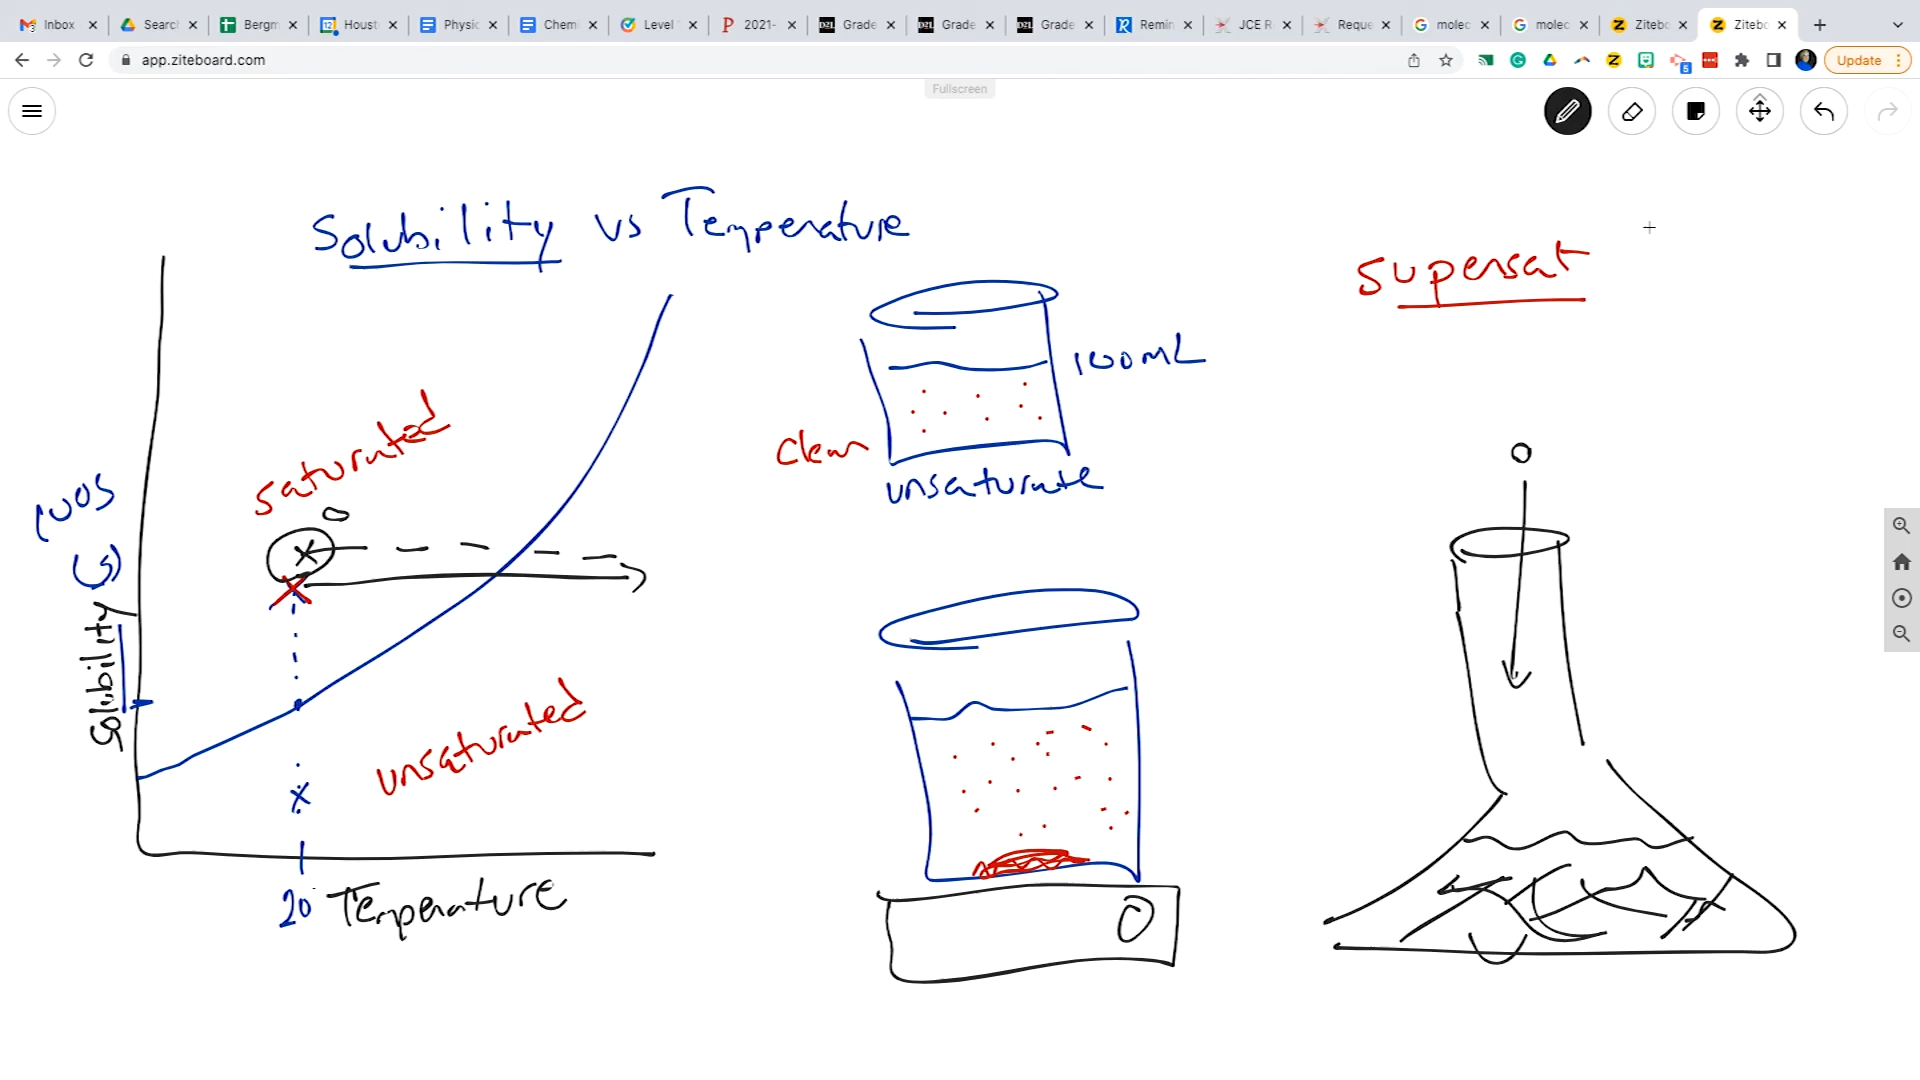 Inbox
Search
Bergm
Houst
Physic
Chemi
Level
2021-
Grade
Grade
Grade
Remin
JCE R
Reque
molec
molec
Zitebo
Zitebo
app.ziteboard.com
Update
Fullscreen
Solubility vs Temperature
Supersat
100mL
saturated
Clear
unsaturate
(s)
Solubility
unsaturated
20
Temperature